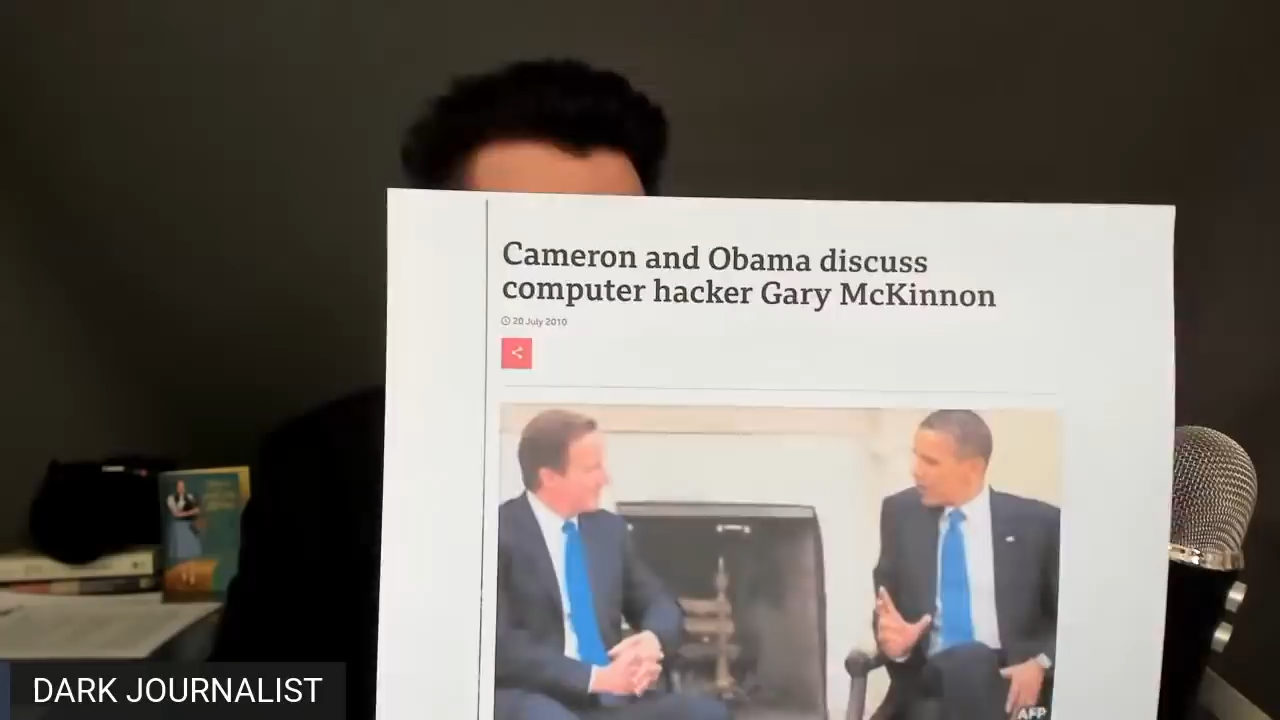 Cameron and Obama discuss
computer hacker Gary McKinnon
20 July 2010
AFP
DARK JOURNALIST